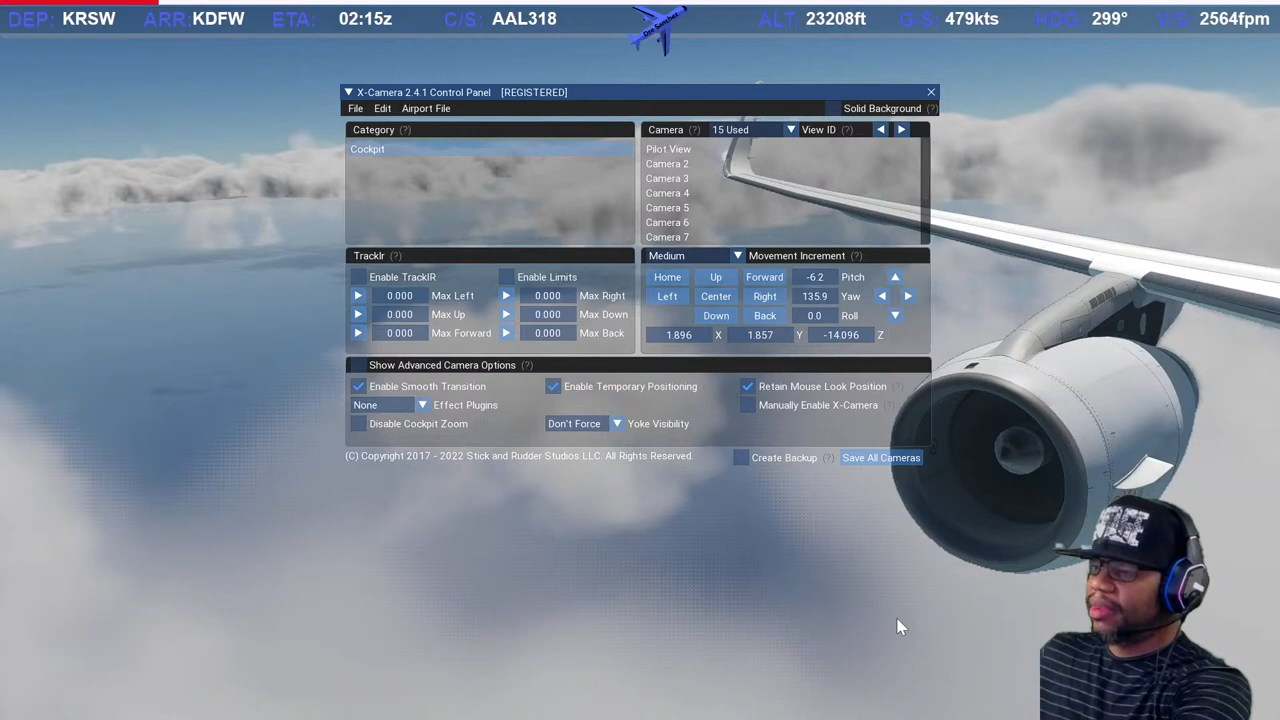 DEP: KRSW ARR:KDFW ETA: 02:15z C/S: AAL318 ALT: 23208ft G/S: 479kts HDG: 299° V/S: 2564fpm
Dre Sanchez
X-Camera 2.4.1 Control Panel [REGISTERED]
File Edit Airport File Solid Background (?)
Category (?) Camera (?) 15 Used View ID (?)
Cockpit
Pilot View
Camera 2
Camera 3
Camera 4
Camera 5
Camera 6
Camera 7
TrackIr (?) Medium Movement Increment (?)
Enable TrackIR Enable Limits Home Up Forward -6.2 Pitch
0.000 Max Left 0.000 Max Right Left Center Right 135.9 Yaw
0.000 Max Up 0.000 Max Down Down Back 0.0 Roll
0.000 Max Forward 0.000 Max Back 1.896 X 1.857 Y -14.096 Z
Show Advanced Camera Options (?)
Enable Smooth Transition Enable Temporary Positioning Retain Mouse Look Position (?)
None Effect Plugins Manually Enable X-Camera (?)
Disable Cockpit Zoom Don't Force Yoke Visibility
(C) Copyright 2017 - 2022 Stick and Rudder Studios LLC. All Rights Reserved. Create Backup (?) Save All Cameras